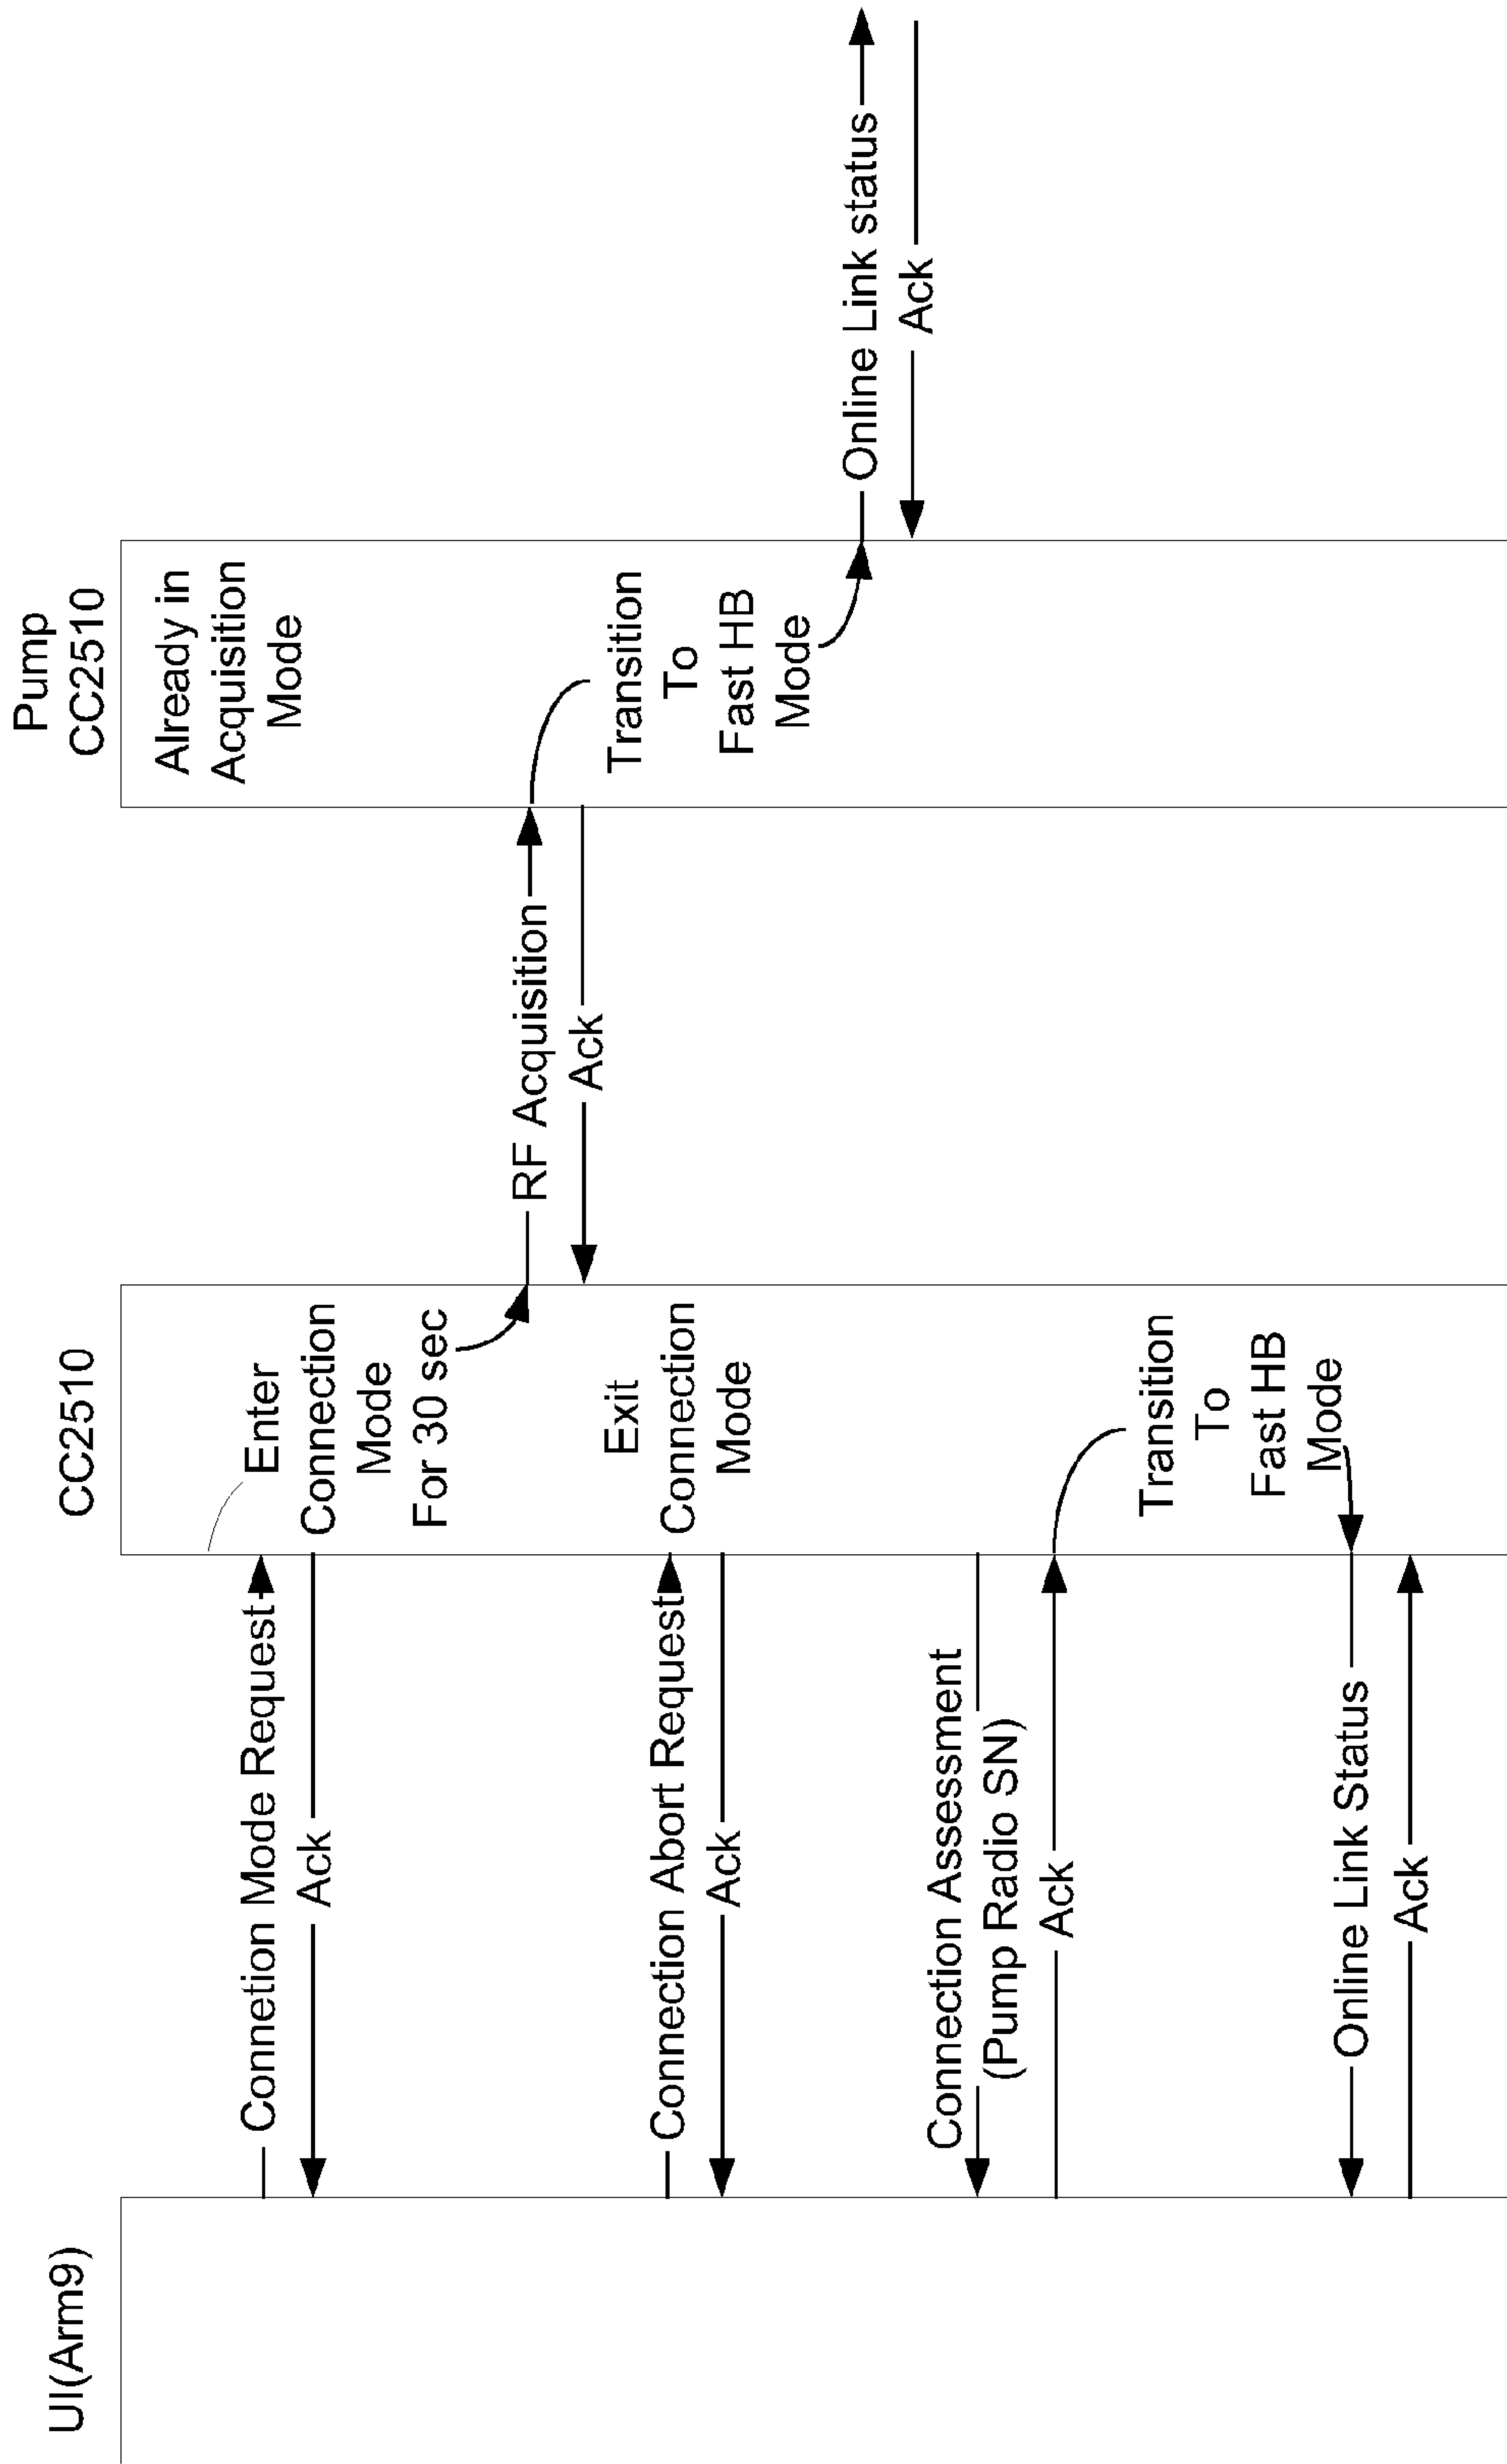 UI(Arm9)
CC2510
Pump
CC2510
Connetion Mode Request
Ack
Enter
Connection
Mode
For 30 sec
Already in
Acquisition
Mode
RF Acquisition
Ack
Connection Abort Request
Ack
Exit
Connection
Mode
Transition
To
Fast HB
Mode
Online Link status
Ack
Connection Assessment
(Pump Radio SN)
Ack
Transition
To
Fast HB
Mode
Online Link Status
Ack